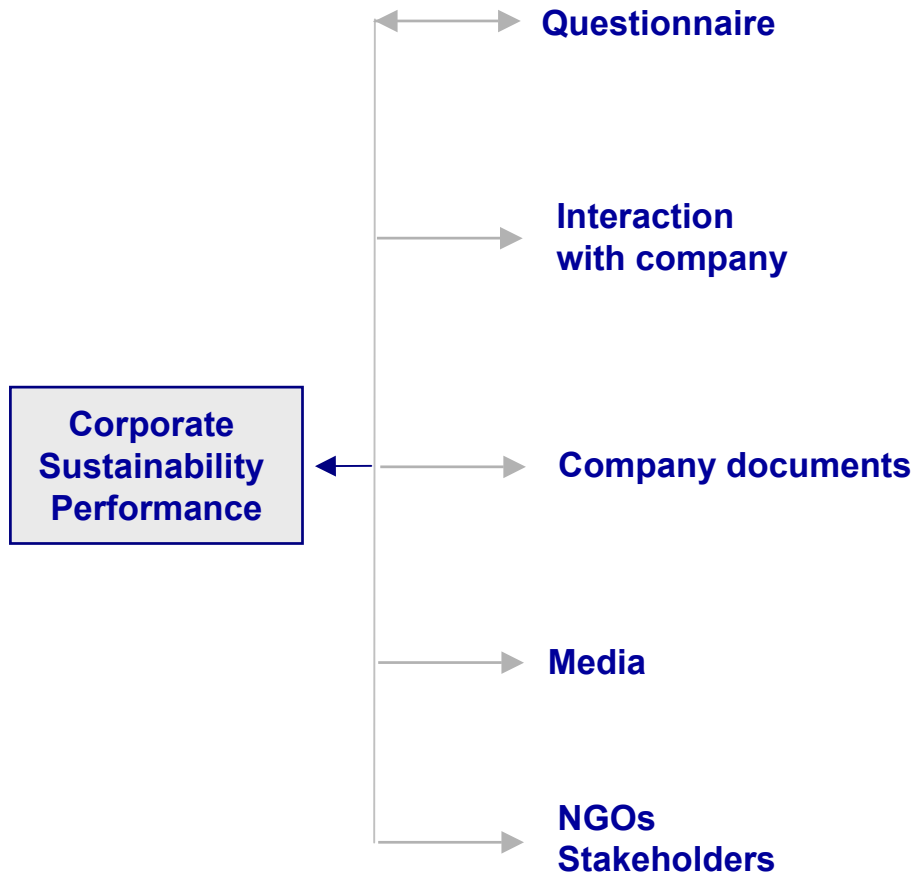 Questionnaire
Interaction
with company
Corporate
Sustainability
Performance
Company documents
Media
NGOs
Stakeholders